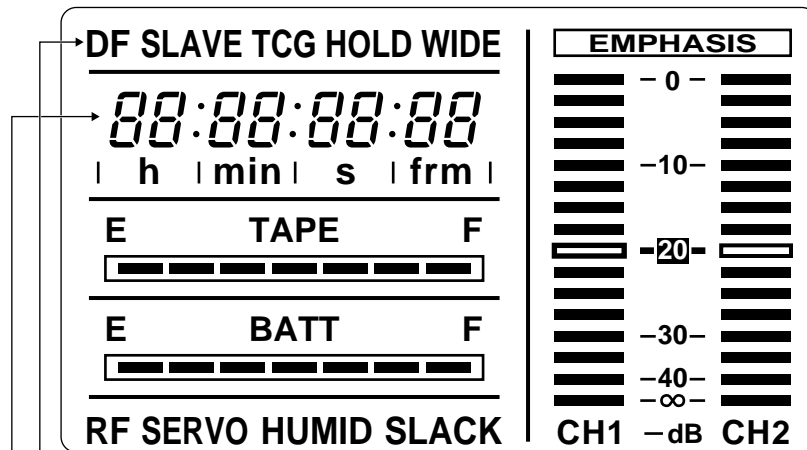 DF SLAVE TCG HOLD WIDE
88:88:88:88
h min s frm
E TAPE F
E BATT F
RF SERVO HUMID SLACK
EMPHASIS
0
-10-
-20-
-30-
-40-
-∞-
CH1 -dB CH2